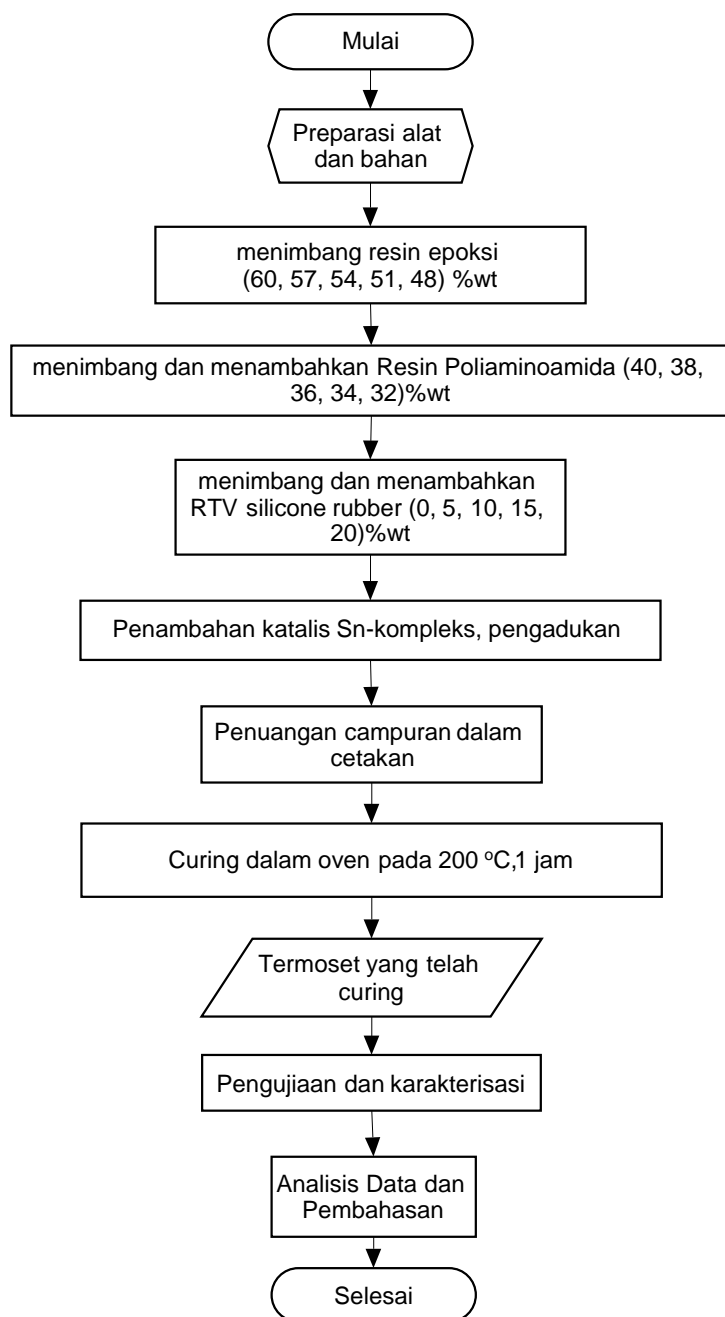 Mulai
Preparasi alat
dan bahan
menimbang resin epoksi
(60, 57, 54, 51, 48) %wt
menimbang dan menambahkan Resin Poliaminoamida (40, 38,
36, 34, 32)%wt
menimbang dan menambahkan
RTV silicone rubber (0, 5, 10, 15,
20)%wt
Penambahan katalis Sn-kompleks, pengadukan
Penuangan campuran dalam
cetakan
Curing dalam oven pada 200 ºC,1 jam
Termoset yang telah
curing
Pengujiaan dan karakterisasi
Analisis Data dan
Pembahasan
Selesai